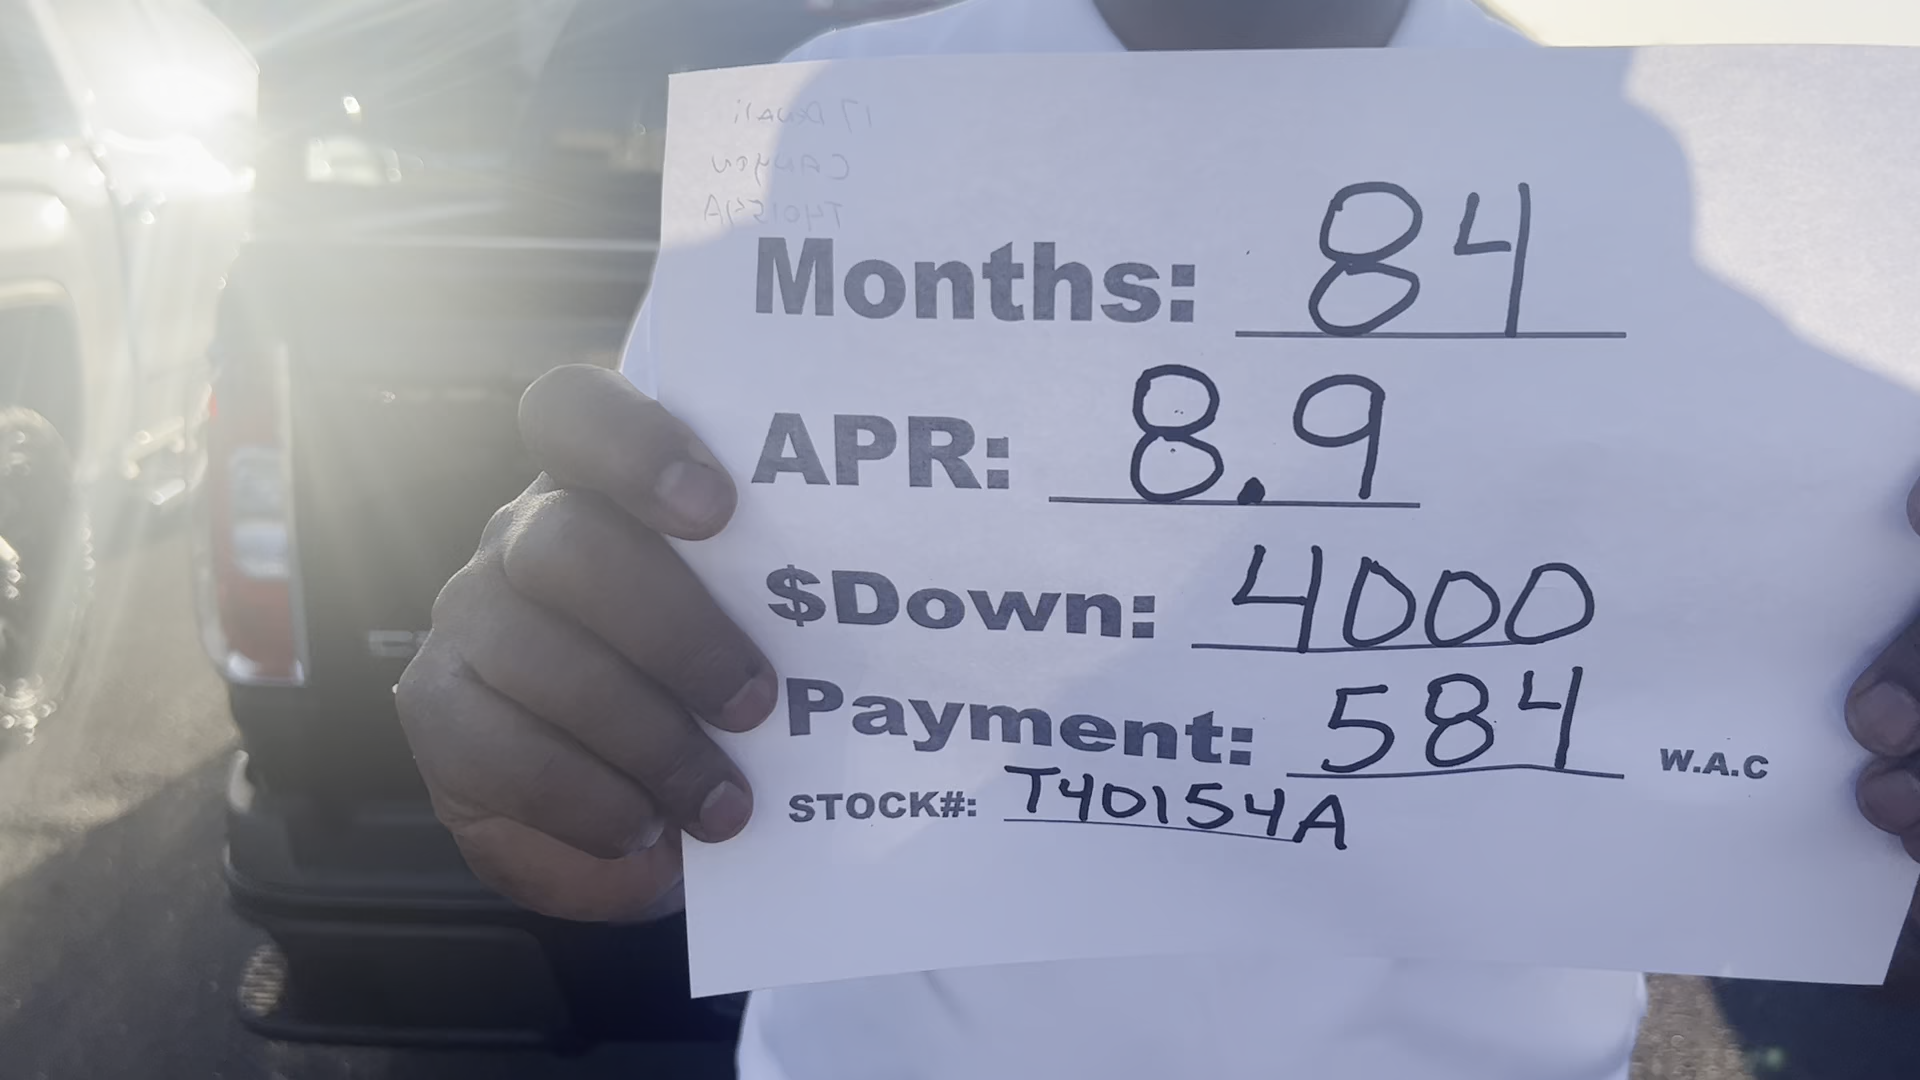 17 Denali
Canyon
T40154A
Months: 84
APR: 8.9
$Down: 4000
Payment: 584 W.A.C
STOCK#: T40154A